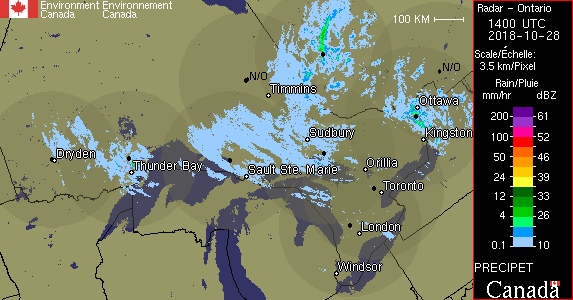 Environment Environnement
Canada Canada
100 KM
N/O
N/O
Timmins
Ottawa
Sudbury
Kingston
Dryden
Thunder Bay
Sault Ste. Marie
Orillia
Toronto
London
Windsor
Radar - Ontario
1400 UTC
2018-10-28
Scale/Échelle:
3.5 km/Pixel
Rain/Pluie
mm/hr dBZ
200 61
100 52
50 46
24 39
12 33
4 26
0.1 10
PRECIPET
Canada